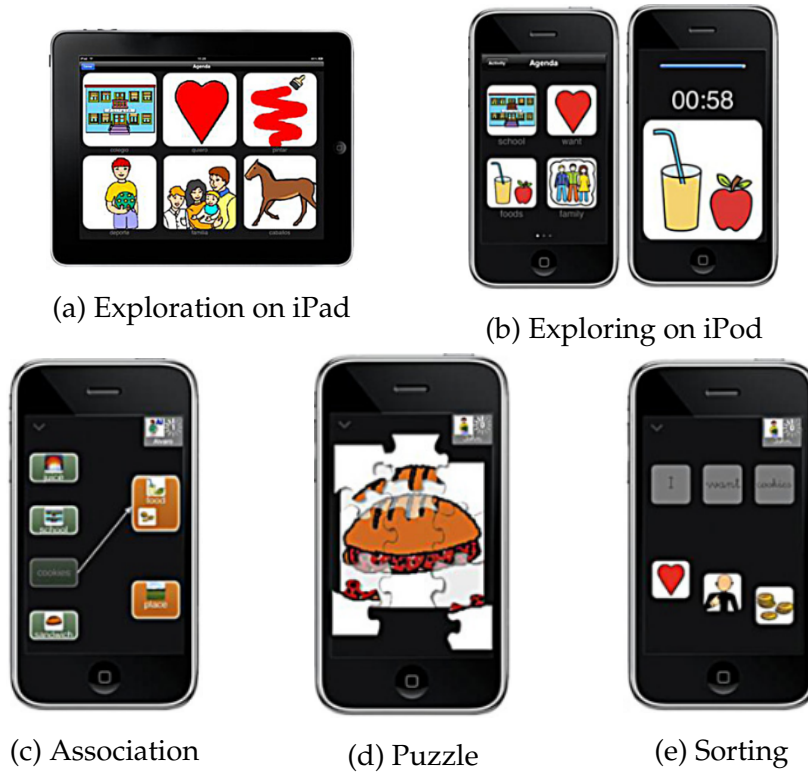 Agenda
colegio
quiero
pintar
deporte
familia
caballos
(a) Exploration on iPad
Activity
Agenda
school
want
foods
family
00:58
(b) Exploring on iPod
Alvaro
food
school
cookies
place
sandwich
(c) Association
(d) Puzzle
I
want
cookies
(e) Sorting